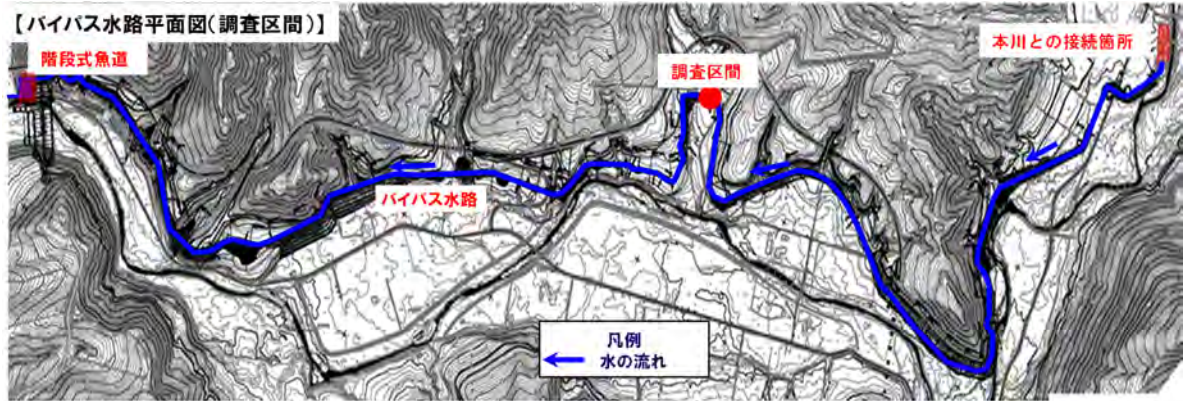 【バイパス水路平面図(調査区間)】
階段式魚道
調査区間
本川との接続箇所
バイパス水路
凡例
水の流れ